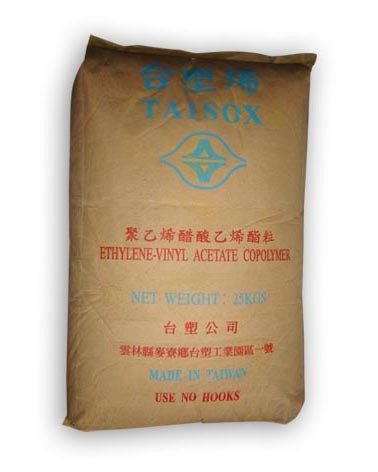 台塑烯
TAISOX
聚乙烯醋酸乙烯酯粒
ETHYLENE-VINYL ACETATE COPOLYMER
NET WEIGHT: 25KGS
台塑公司
雲林縣麥寮鄉台塑工業園區一號
MADE IN TAIWAN
USE NO HOOKS